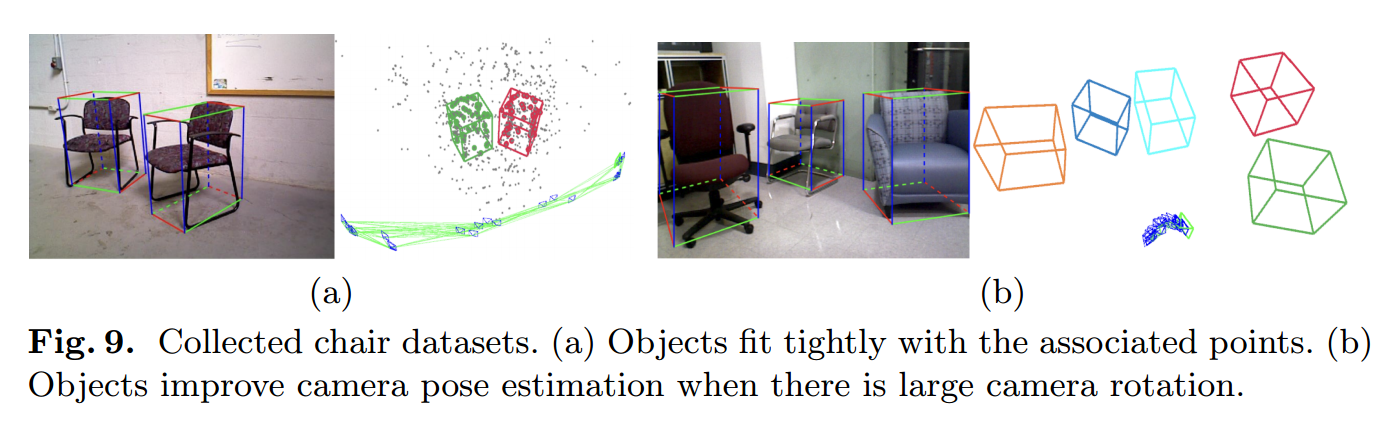 (a)
(b)
Fig. 9. Collected chair datasets. (a) Objects fit tightly with the associated points. (b)
Objects improve camera pose estimation when there is large camera rotation.